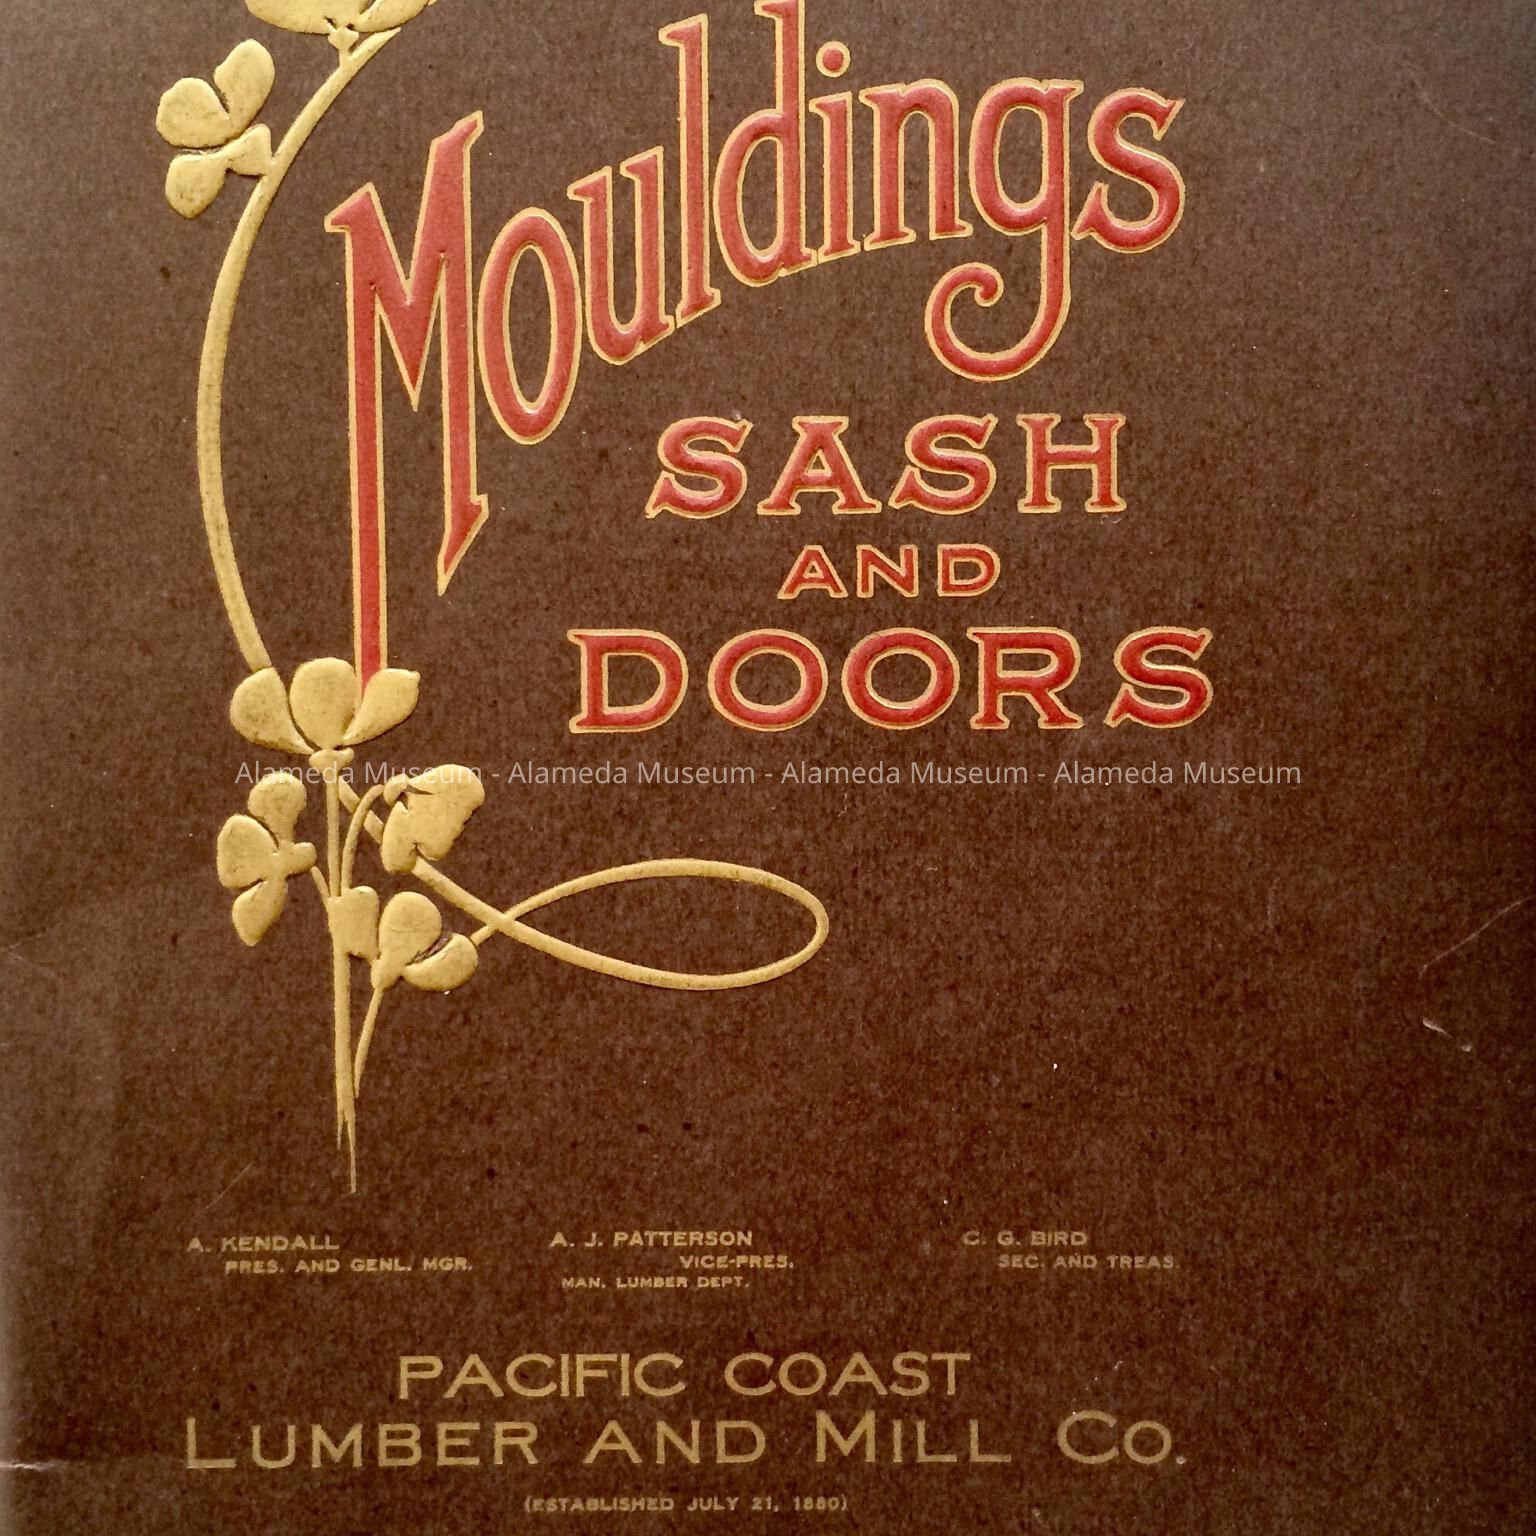 Mouldings
SASH
AND
DOORS
Alameda Museum - Alameda Museum - Alameda Museum - Alameda Museum
A. KENDALL
PRES. AND GENL. MGR.
A. J. PATTERSON
VICE-PRES.
MAN. LUMBER DEPT.
C. G. BIRD
SEC. AND TREAS.
PACIFIC COAST
LUMBER AND MILL CO.
(ESTABLISHED JULY 21, 1880)